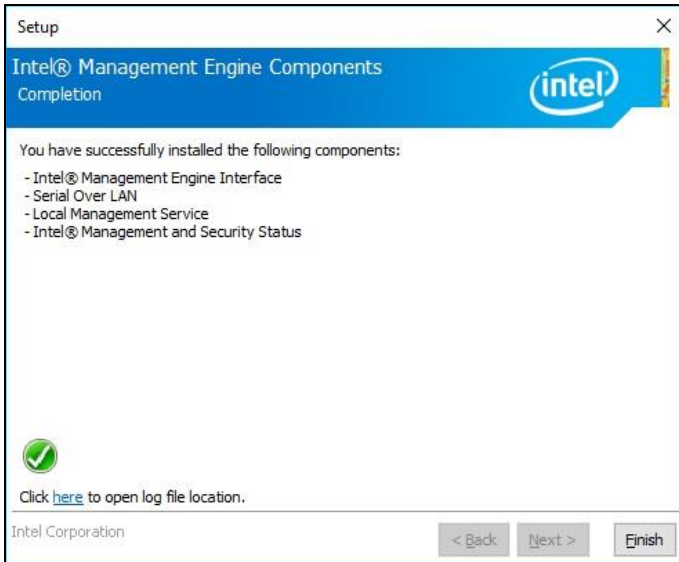 Setup
Intel® Management Engine Components
Completion
intel
You have successfully installed the following components:
- Intel® Management Engine Interface
- Serial Over LAN
- Local Management Service
- Intel® Management and Security Status
Click here to open log file location.
Intel Corporation
< Back Next > Finish